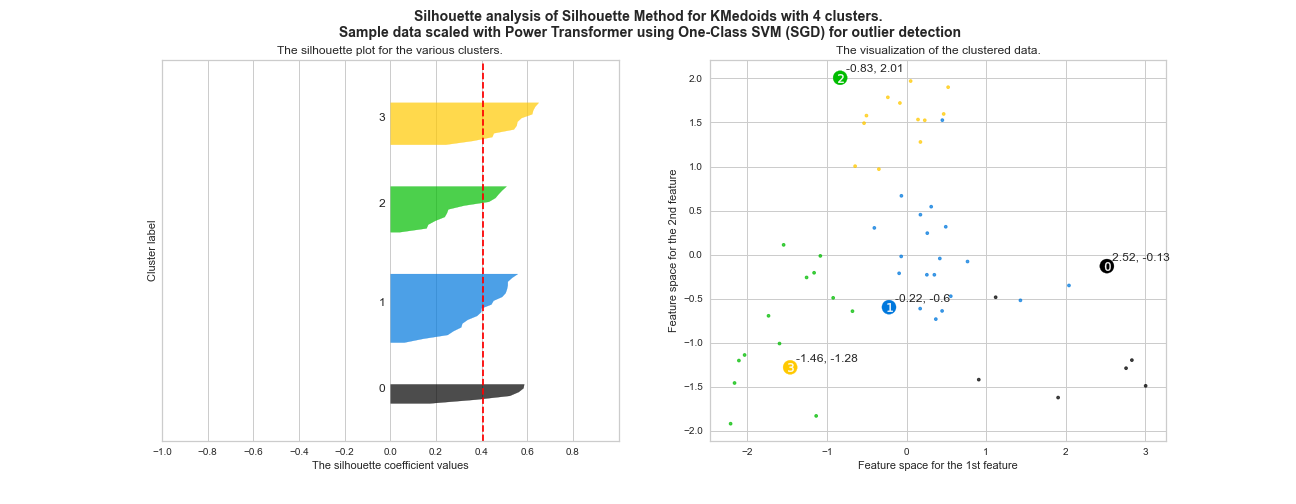 Silhouette analysis of Silhouette Method for KMedoids with 4 clusters.
Sample data scaled with Power Transformer using One-Class SVM (SGD) for outlier detection
The silhouette plot for the various clusters.
3
2
1
0
Cluster label
−1.0 −0.8 −0.6 −0.4 −0.2 0.0 0.2 0.4 0.6 0.8
The silhouette coefficient values
The visualization of the clustered data.
2.0
1.5
1.0
0.5
0.0
−0.5
−1.0
−1.5
−2.0
Feature space for the 2nd feature
2 -0.83, 2.01
0 2.52, -0.13
1 -0.22, -0.6
3 -1.46, -1.28
−2 −1 0 1 2 3
Feature space for the 1st feature